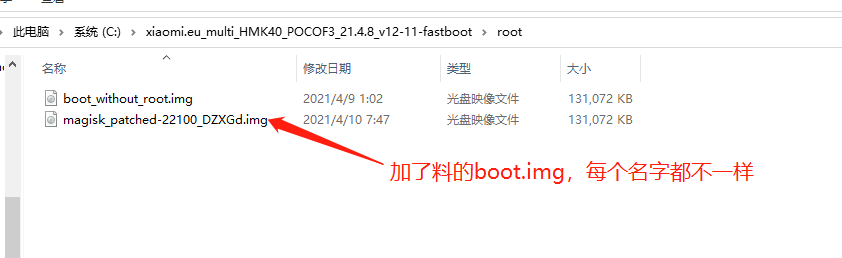 此电脑 › 系统 (C:) › xiaomi.eu_multi_HMK40_POCOF3_21.4.8_v12-11-fastboot › root
名称 修改日期 类型 大小
boot_without_root.img 2021/4/9 1:02 光盘映像文件 131,072 KB
magisk_patched-22100_DZXGd.img 2021/4/10 7:47 光盘映像文件 131,072 KB
加了料的boot.img，每个名字都不一样